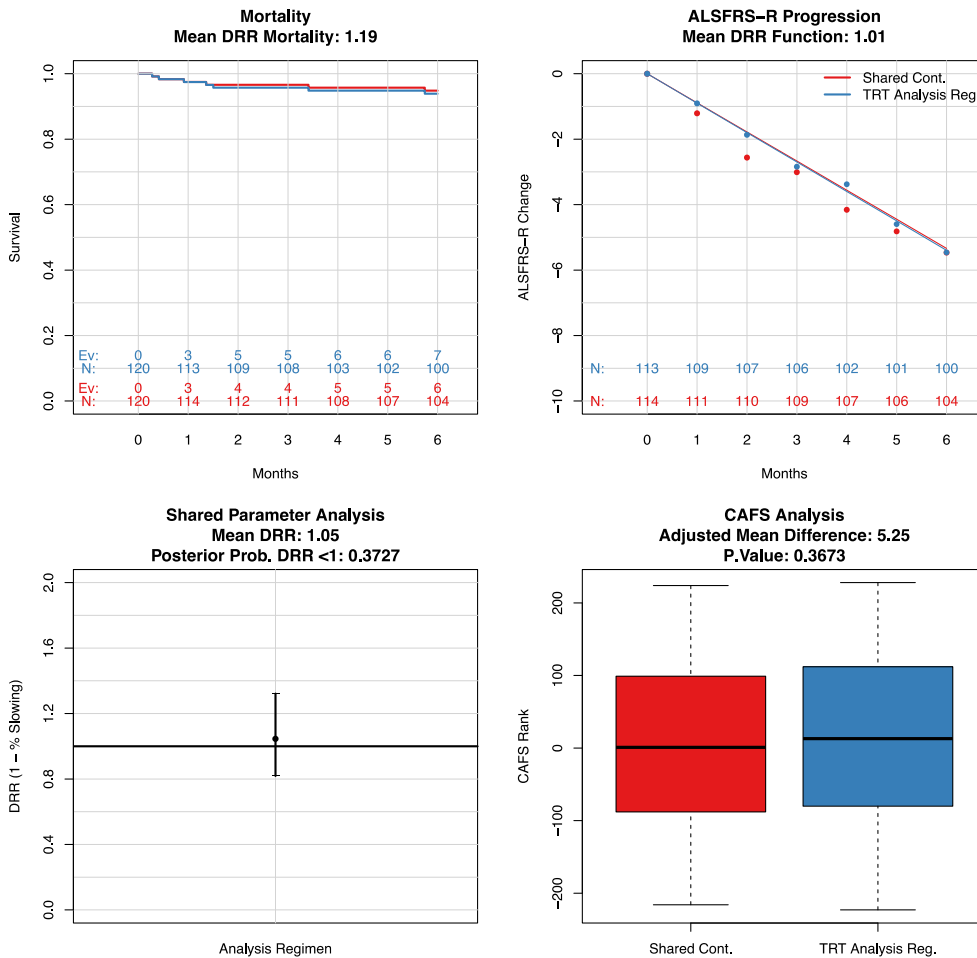 Mortality
Mean DRR Mortality: 1.19
Survival
0.0 0.2 0.4 0.6 0.8 1.0
Ev: 0 3 5 5 6 6 7
N: 120 113 109 108 103 102 100
Ev: 0 3 4 4 5 5 6
N: 120 114 112 111 108 107 104
0 1 2 3 4 5 6
Months
ALSFRS−R Progression
Mean DRR Function: 1.01
ALSFRS−R Change
−10 −8 −6 −4 −2 0
Shared Cont.
TRT Analysis Reg
N: 113 109 107 106 102 101 100
N: 114 111 110 109 107 106 104
0 1 2 3 4 5 6
Months
Shared Parameter Analysis
Mean DRR: 1.05
Posterior Prob. DRR <1: 0.3727
DRR (1 − % Slowing)
0.0 0.4 0.8 1.2 1.6 2.0
Analysis Regimen
CAFS Analysis
Adjusted Mean Difference: 5.25
P.Value: 0.3673
CAFS Rank
−200 −100 0 100 200
Shared Cont. TRT Analysis Reg.